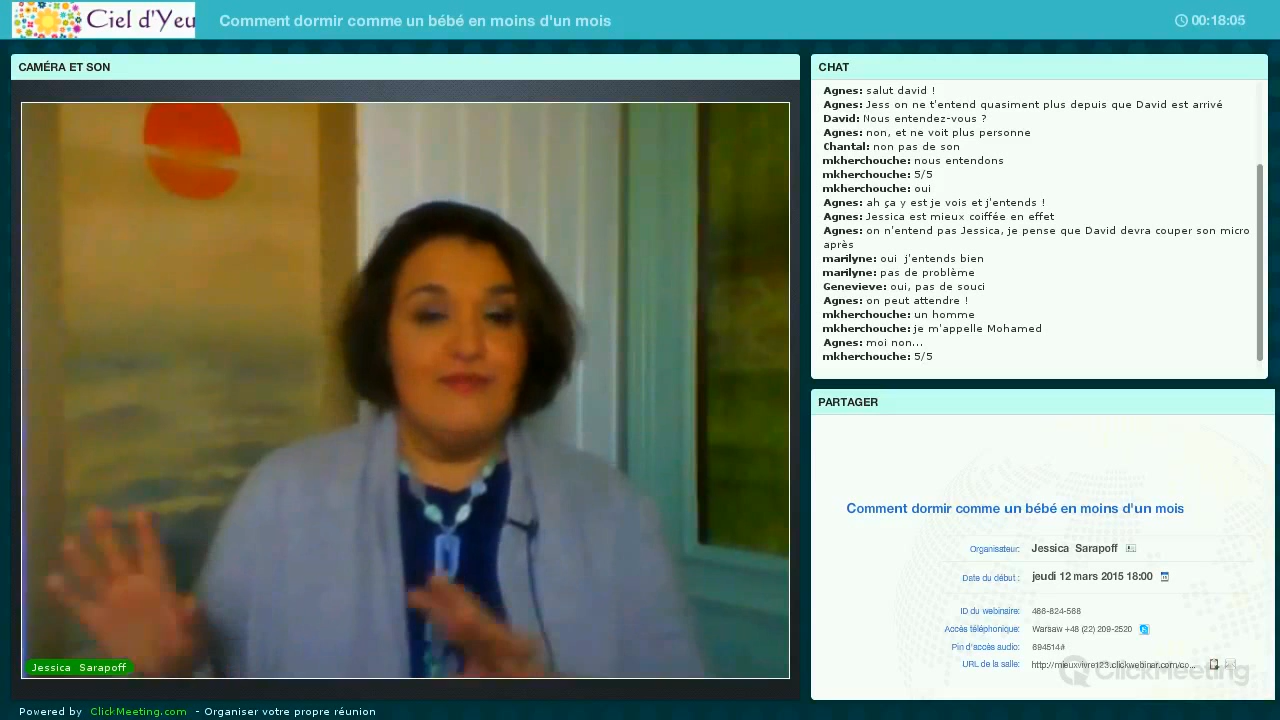 Ciel d'Yeu
Comment dormir comme un bébé en moins d'un mois
00:18:05
CAMÉRA ET SON
Jessica Sarapoff
CHAT
Agnes: salut david !
Agnes: Jess on ne t'entend quasiment plus depuis que David est arrivé
David: Nous entendez-vous ?
Agnes: non, et ne voit plus personne
Chantal: non pas de son
mkherchouche: nous entendons
mkherchouche: 5/5
mkherchouche: oui
Agnes: ah ça y est je vois et j'entends !
Agnes: Jessica est mieux coiffée en effet
Agnes: on n'entend pas Jessica, je pense que David devra couper son micro
après
marilyne: oui j'entends bien
marilyne: pas de problème
Genevieve: oui, pas de souci
Agnes: on peut attendre !
mkherchouche: un homme
mkherchouche: je m'appelle Mohamed
Agnes: moi non...
mkherchouche: 5/5
PARTAGER
Comment dormir comme un bébé en moins d'un mois
Organisateur: Jessica Sarapoff
Date du début : jeudi 12 mars 2015 18:00
ID du webinaire: 466-824-568
Accès téléphonique: Warsaw +48 (22) 209-2520
Pin d'accès audio: 694514#
URL de la salle: http://mieuxvivre123.clickwebinar.com/co...
ClickMeeting
Powered by ClickMeeting.com - Organiser votre propre réunion